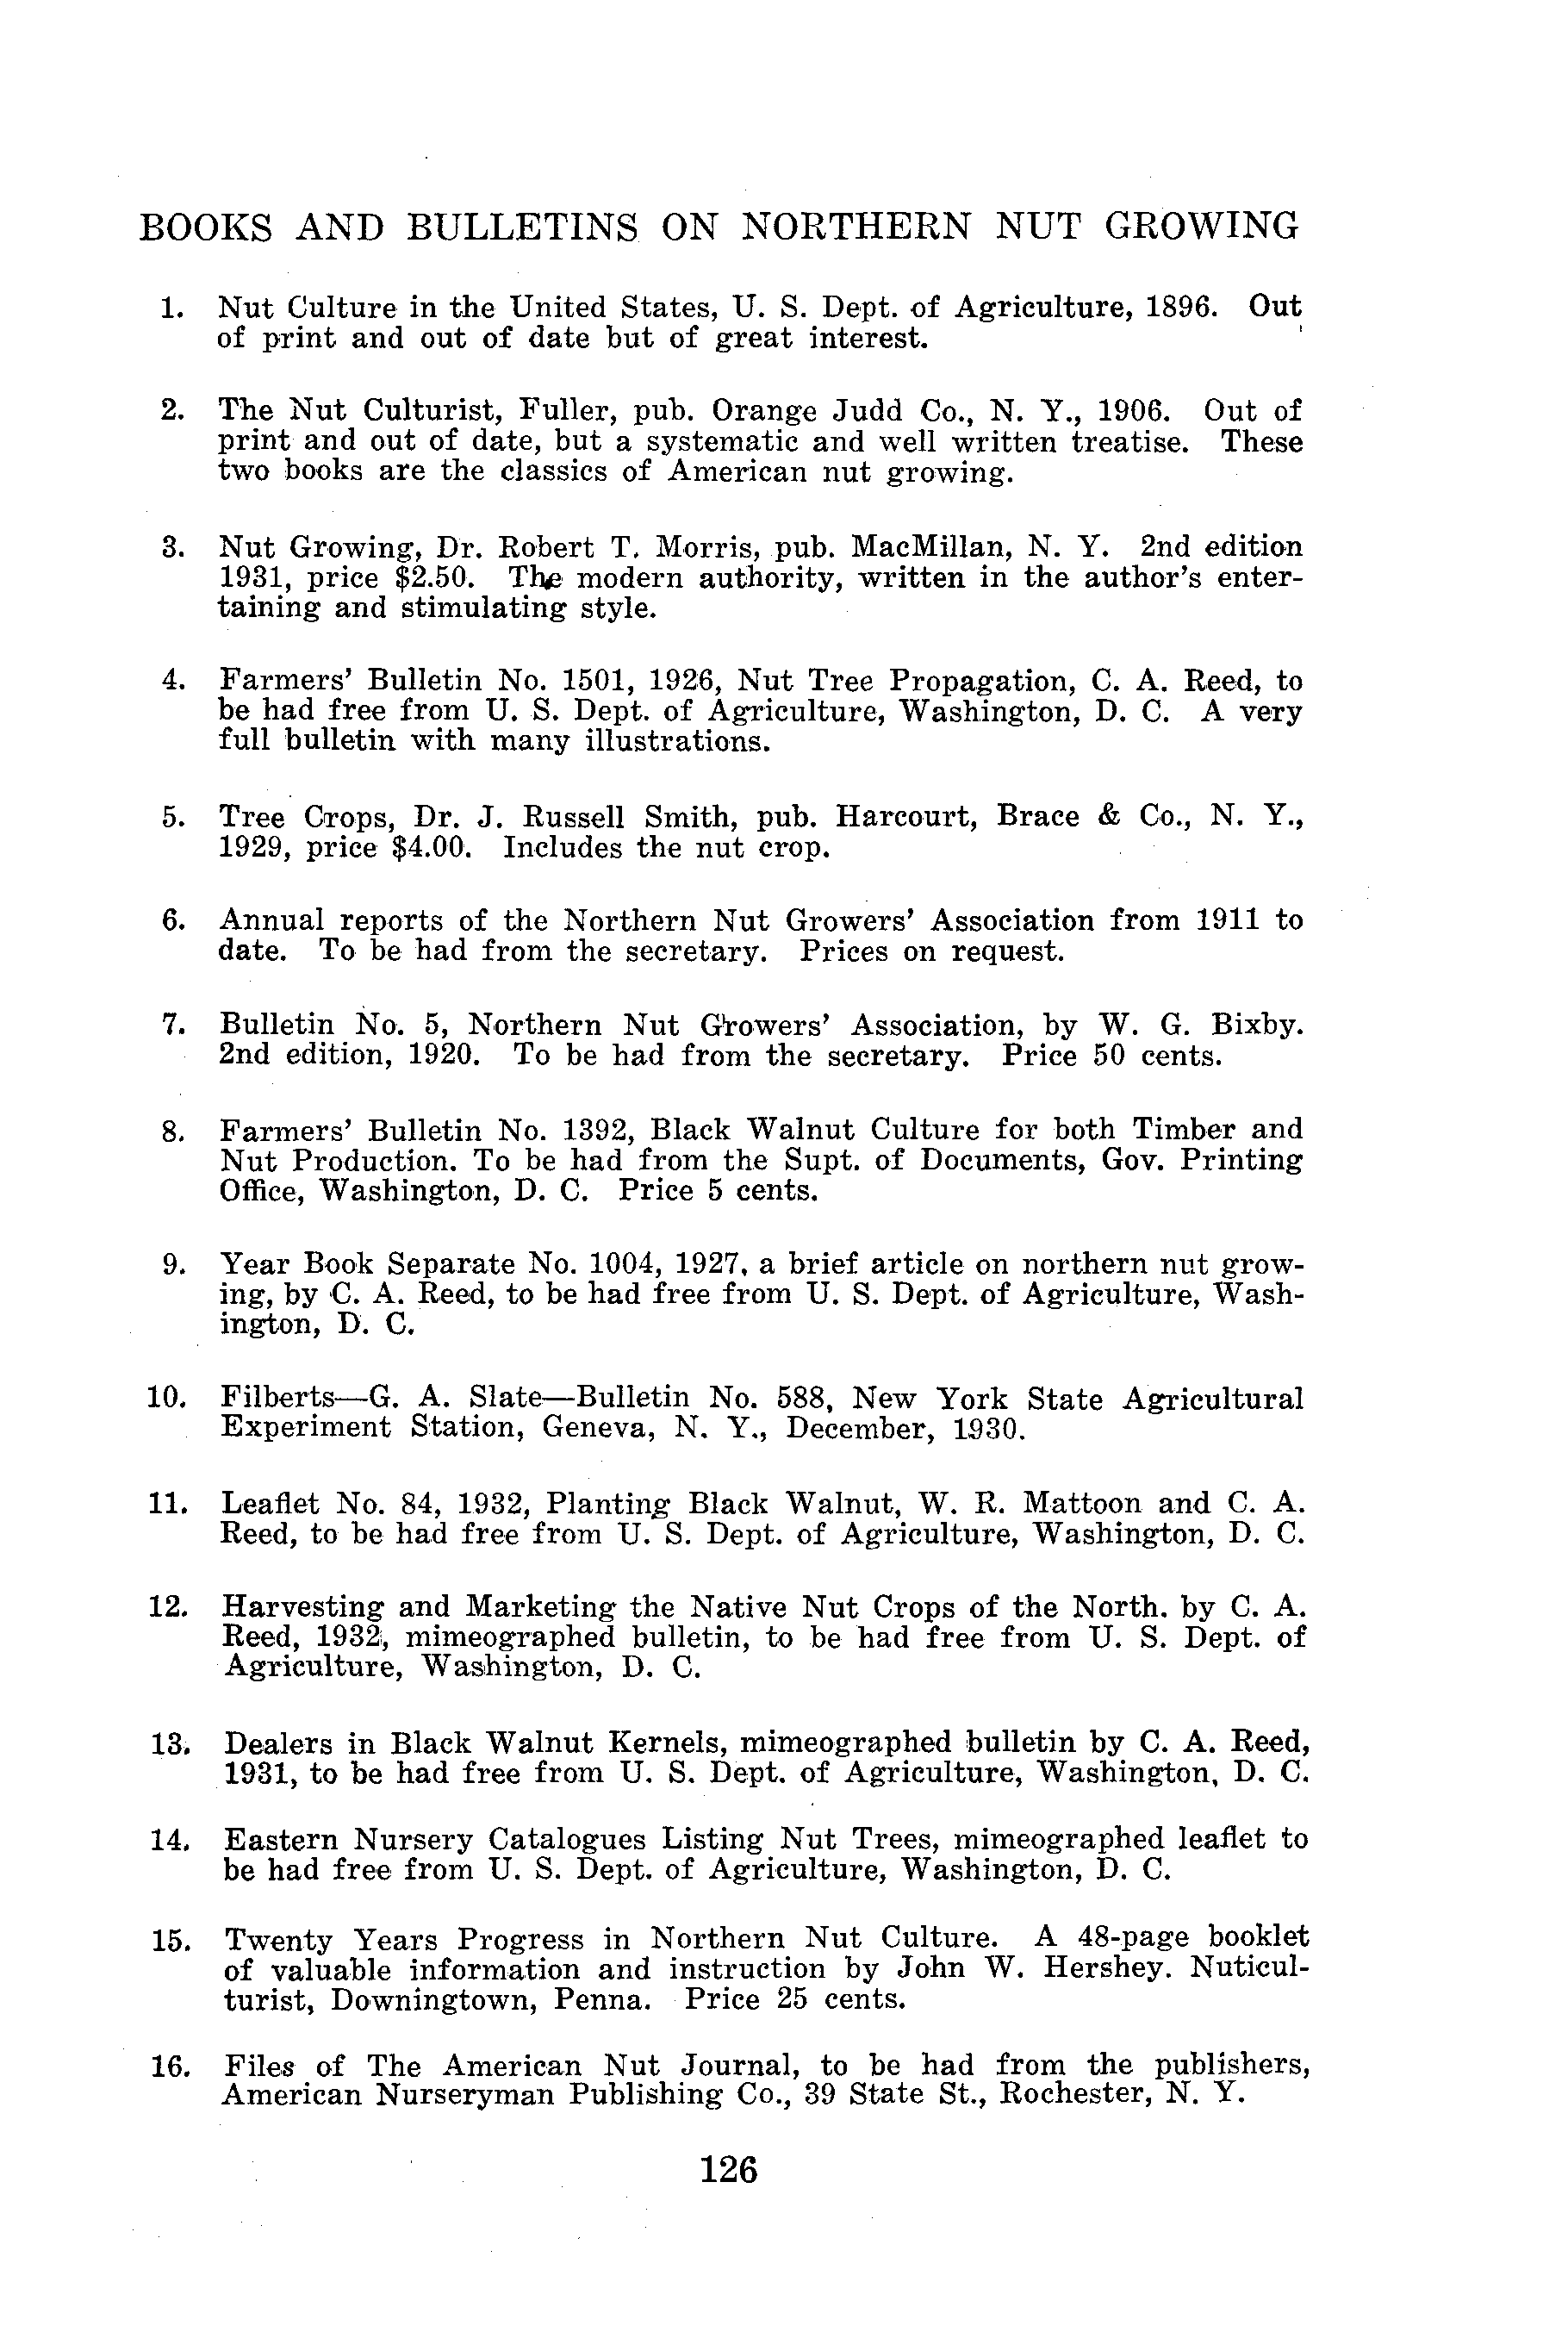 BOOKS AND BULLETINS ON NORTHERN NUT GROWING
1. Nut Culture in the United States, U. S. Dept. of Agriculture, 1896. Out
of print and out of date but of great interest.
2. The Nut Culturist, Fuller, pub. Orange Judd Co., N. Y., 1906. Out of
print and out of date, but a systematic and well written treatise. These
two books are the classics of American nut growing.
3. Nut Growing, Dr. Robert T. Morris, pub. MacMillan, N. Y. 2nd edition
1931, price $2.50. The modern authority, written in the author's enter-
taining and stimulating style.
4. Farmers' Bulletin No. 1501, 1926, Nut Tree Propagation, C. A. Reed, to
be had free from U. S. Dept. of Agriculture, Washington, D. C. A very
full bulletin with many illustrations.
5. Tree Crops, Dr. J. Russell Smith, pub. Harcourt, Brace & Co., N. Y.,
1929, price $4.00. Includes the nut crop.
6. Annual reports of the Northern Nut Growers' Association from 1911 to
date. To be had from the secretary. Prices on request.
7. Bulletin No. 5, Northern Nut Growers' Association, by W. G. Bixby.
2nd edition, 1920. To be had from the secretary. Price 50 cents.
8. Farmers' Bulletin No. 1392, Black Walnut Culture for both Timber and
Nut Production. To be had from the Supt. of Documents, Gov. Printing
Office, Washington, D. C. Price 5 cents.
9. Year Book Separate No. 1004, 1927, a brief article on northern nut grow-
ing, by C. A. Reed, to be had free from U. S. Dept. of Agriculture, Wash-
ington, D. C.
10. Filberts—G. A. Slate—Bulletin No. 588, New York State Agricultural
Experiment Station, Geneva, N. Y., December, 1930.
11. Leaflet No. 84, 1932, Planting Black Walnut, W. R. Mattoon and C. A.
Reed, to be had free from U. S. Dept. of Agriculture, Washington, D. C.
12. Harvesting and Marketing the Native Nut Crops of the North. by C. A.
Reed, 1932, mimeographed bulletin, to be had free from U. S. Dept. of
Agriculture, Washington, D. C.
13. Dealers in Black Walnut Kernels, mimeographed bulletin by C. A. Reed,
1931, to be had free from U. S. Dept. of Agriculture, Washington, D. C.
14. Eastern Nursery Catalogues Listing Nut Trees, mimeographed leaflet to
be had free from U. S. Dept. of Agriculture, Washington, D. C.
15. Twenty Years Progress in Northern Nut Culture. A 48-page booklet
of valuable information and instruction by John W. Hershey. Nuticul-
turist, Downingtown, Penna. Price 25 cents.
16. Files of The American Nut Journal, to be had from the publishers,
American Nurseryman Publishing Co., 39 State St., Rochester, N. Y.
126